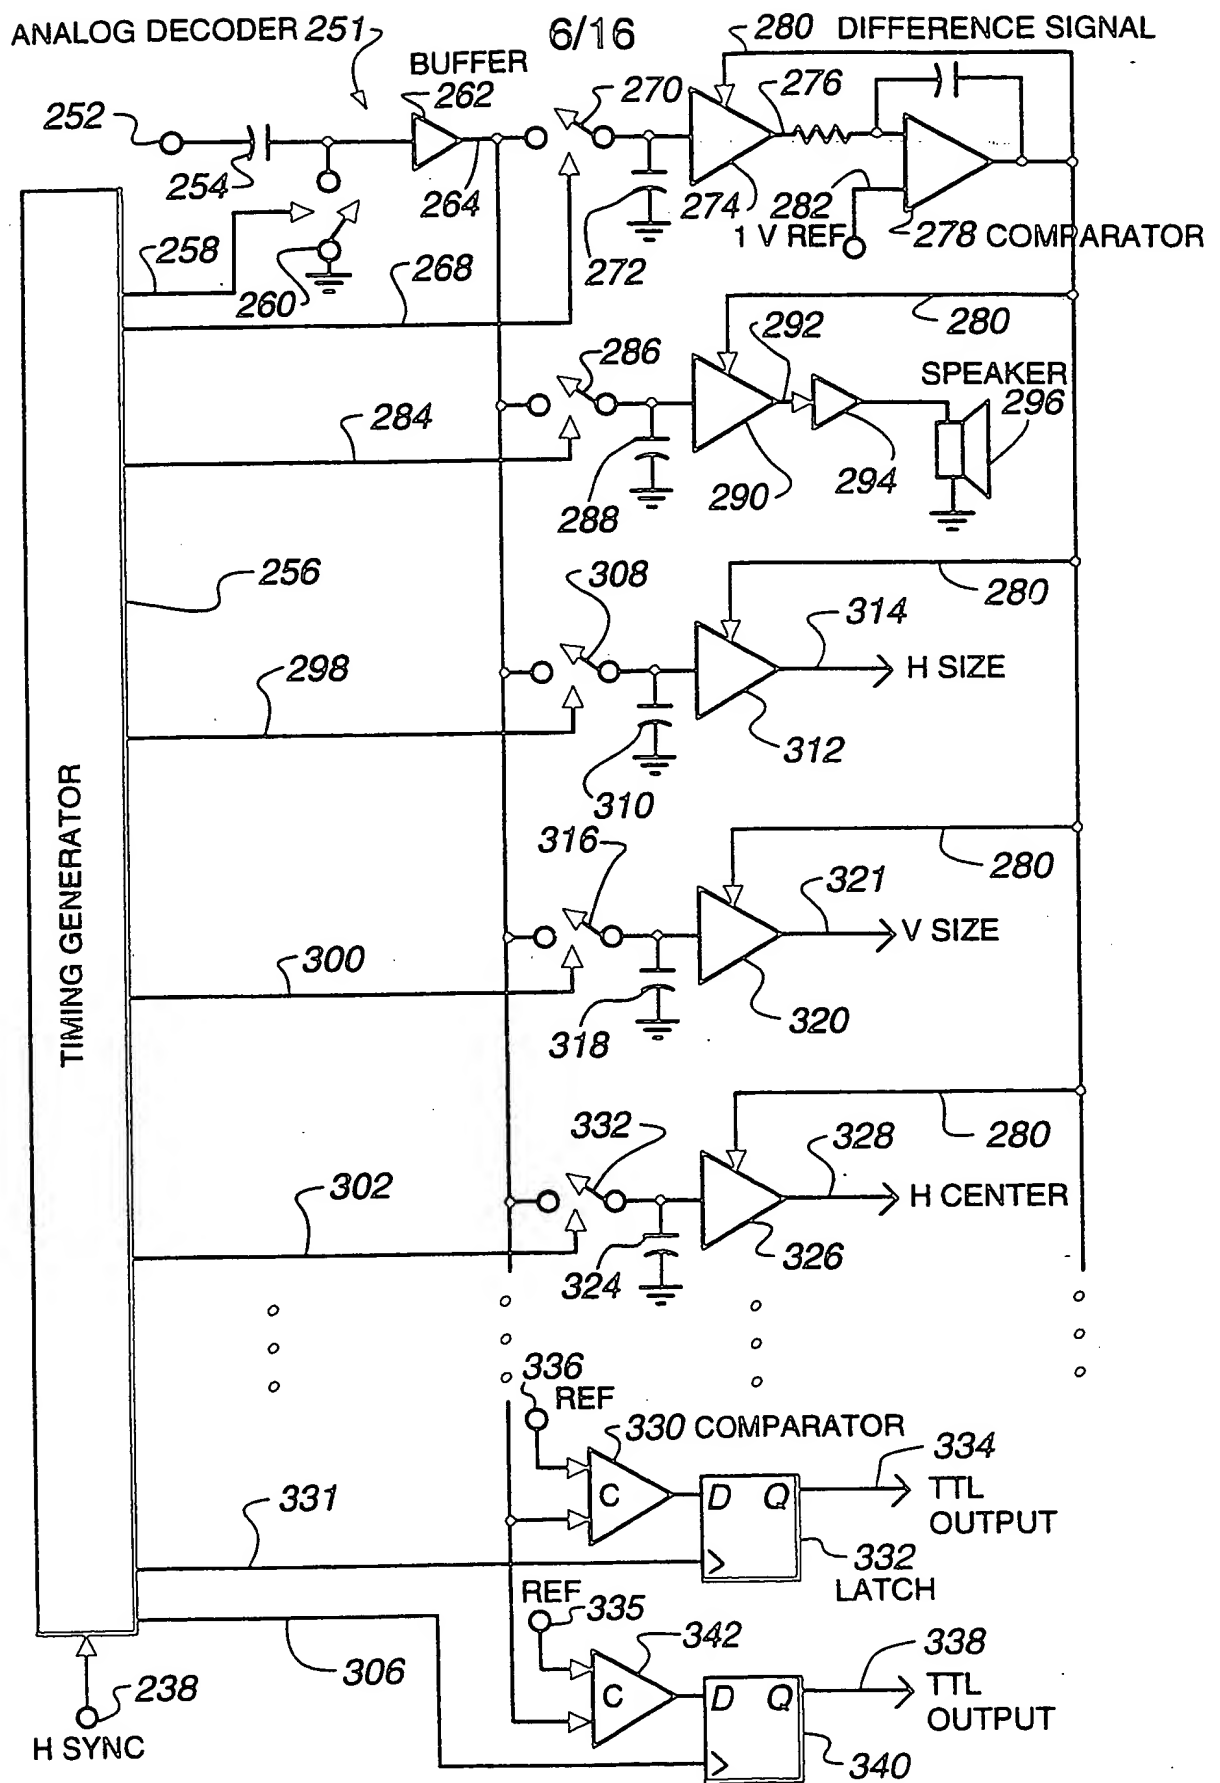 ANALOG DECODER 251
6/16
280 DIFFERENCE SIGNAL
BUFFER
262
270
276
252
254
264
274
282
1 V REF
278 COMPARATOR
258
260
268
272
280
292
286
SPEAKER
296
284
288
290
294
256
308
280
314
H SIZE
298
312
310
316
280
321
V SIZE
300
318
320
TIMING GENERATOR
332
280
328
H CENTER
302
324
326
336
REF
330 COMPARATOR
334
C
D Q
TTL
OUTPUT
331
332
LATCH
REF
335
342
338
306
C
D Q
TTL
OUTPUT
238
H SYNC
340